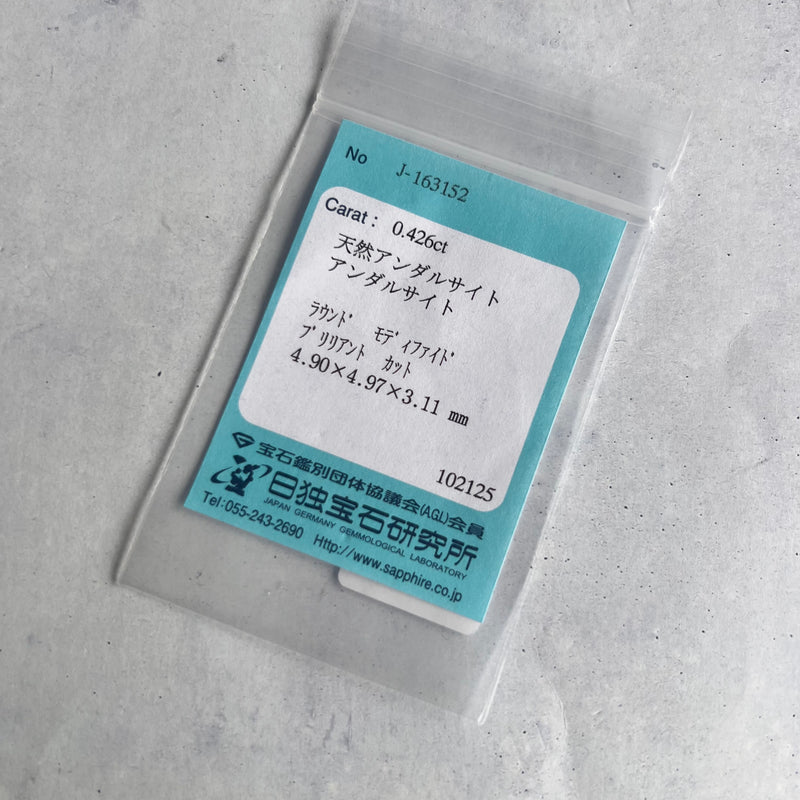 No J-163152
Carat : 0.426ct
天然アンダルサイト
アンダルサイト
ﾗｳﾝﾄﾞ ﾓﾃﾞｨﾌｧｲﾄﾞ
ﾌﾞﾘﾘｱﾝﾄ ｶｯﾄ
4.90×4.97×3.11 mm
102125
宝石鑑別団体協議会(AGL)会員
日独宝石研究所
JAPAN GERMANY GEMMOLOGICAL LABORATORY
Tel:055-243-2690 Http://www.sapphire.co.jp